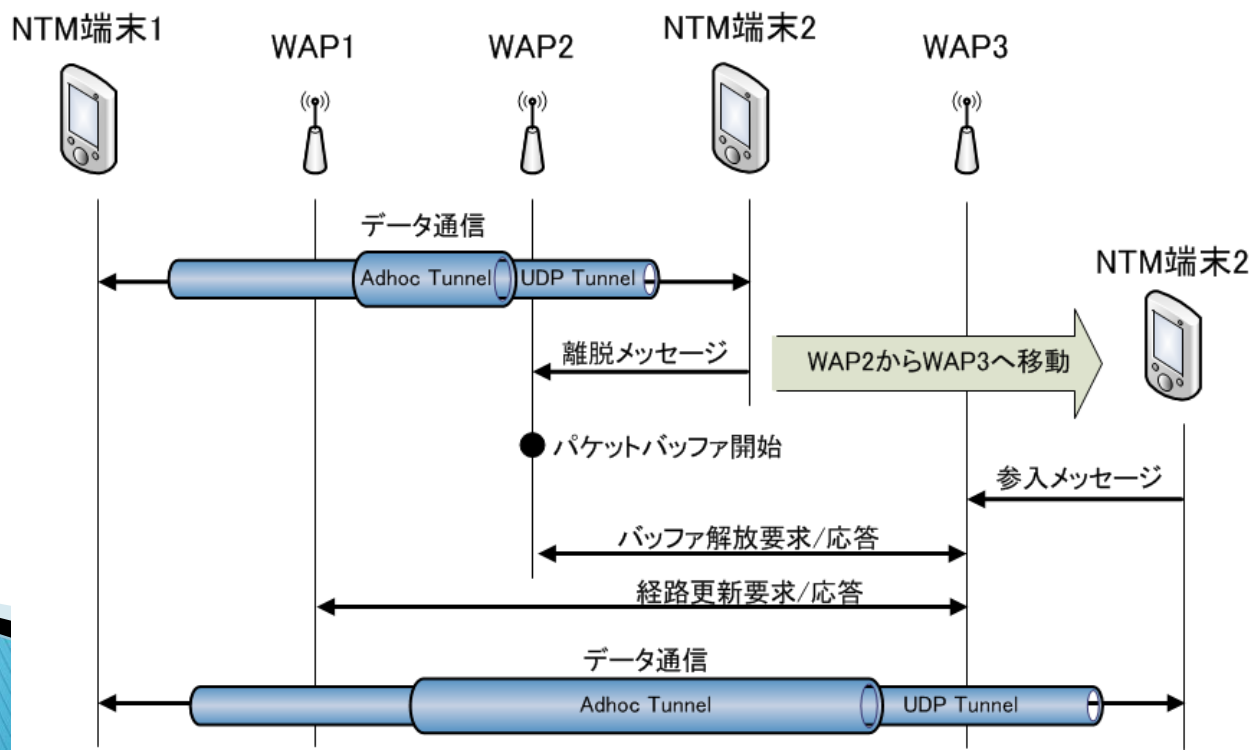 NTM端末1
WAP1
WAP2
NTM端末2
WAP3
データ通信
Adhoc Tunnel
UDP Tunnel
NTM端末2
離脱メッセージ
WAP2からWAP3へ移動
パケットバッファ開始
参入メッセージ
バッファ解放要求/応答
経路更新要求/応答
データ通信
Adhoc Tunnel
UDP Tunnel